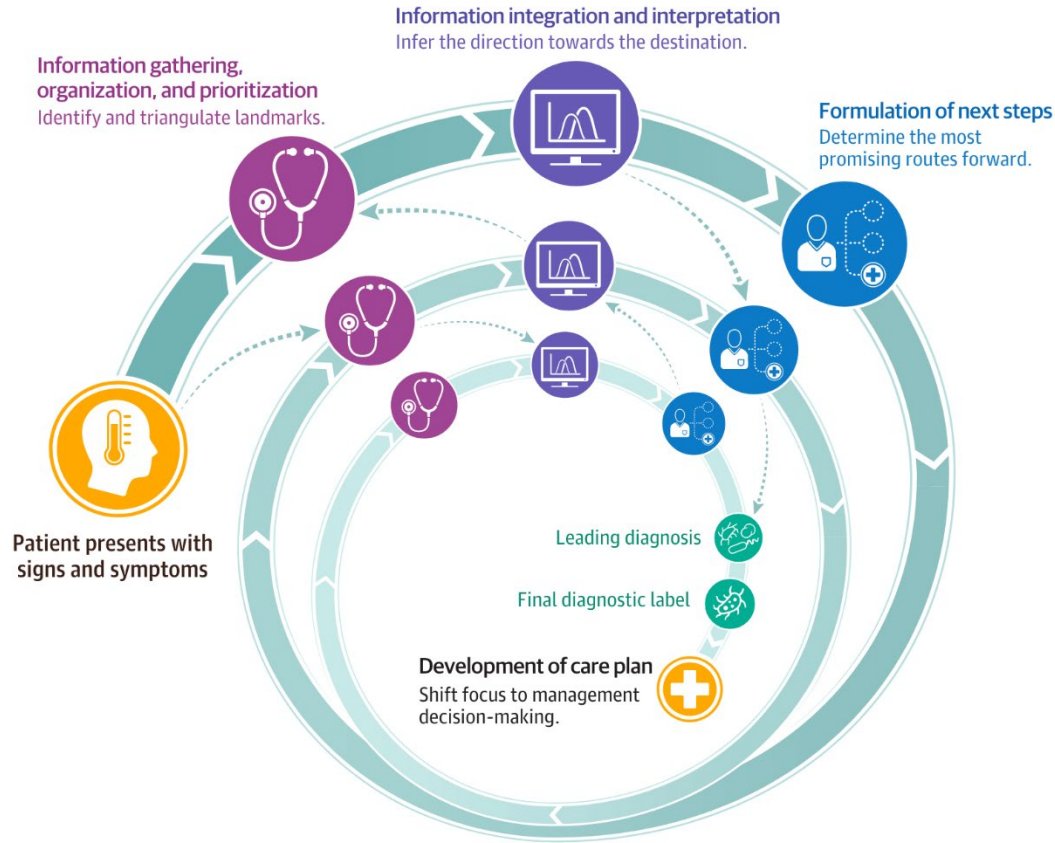 Information integration and interpretation
Infer the direction towards the destination.
Information gathering,
organization, and prioritization
Identify and triangulate landmarks.
Formulation of next steps
Determine the most
promising routes forward.
Patient presents with
signs and symptoms
Leading diagnosis
Final diagnostic label
Development of care plan
Shift focus to management
decision-making.